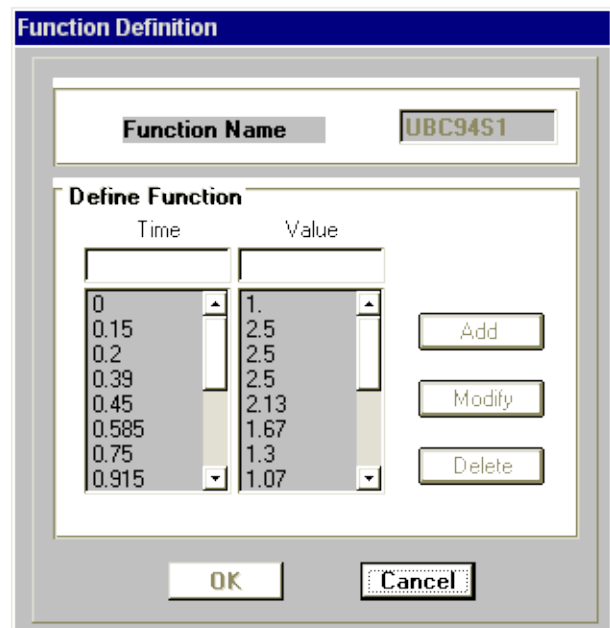 Function Definition
Function Name UBC94S1
Define Function
Time Value
0 1.
0.15 2.5
0.2 2.5
0.39 2.5
0.45 2.13
0.585 1.67
0.75 1.3
0.915 1.07
Add
Modify
Delete
OK Cancel